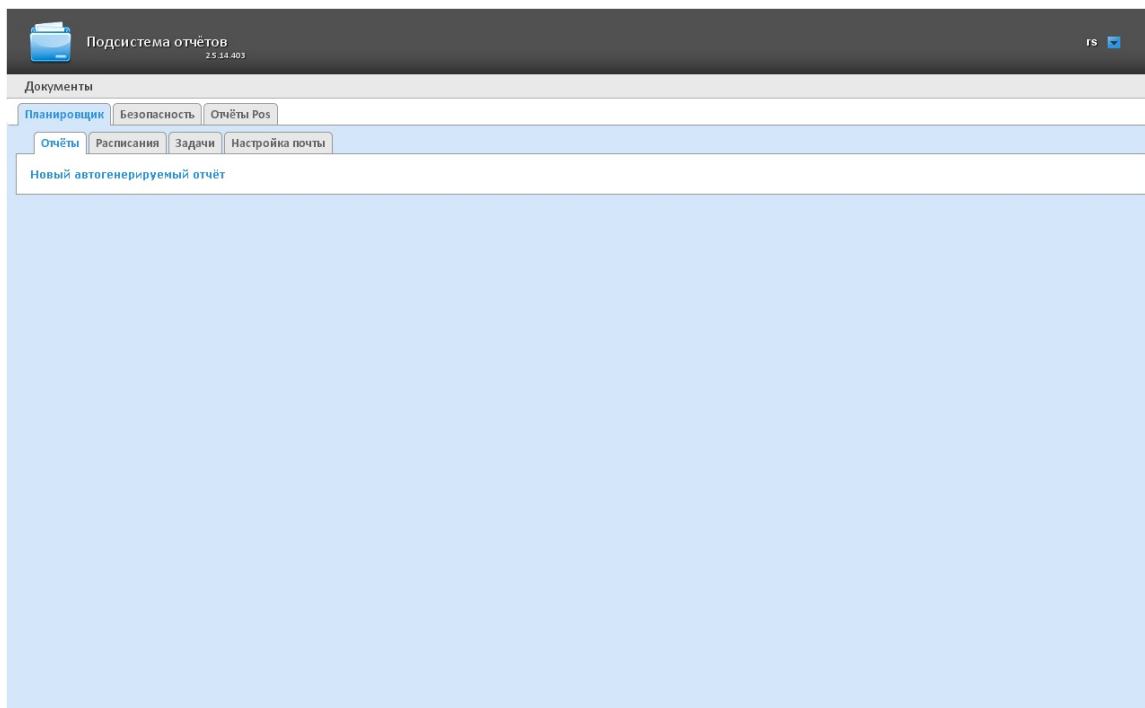 Подсистема отчётов
2.5.14.403
rs
Документы
Планировщик Безопасность Отчёты Pos
Отчёты Расписания Задачи Настройка почты
Новый автогенерируемый отчёт